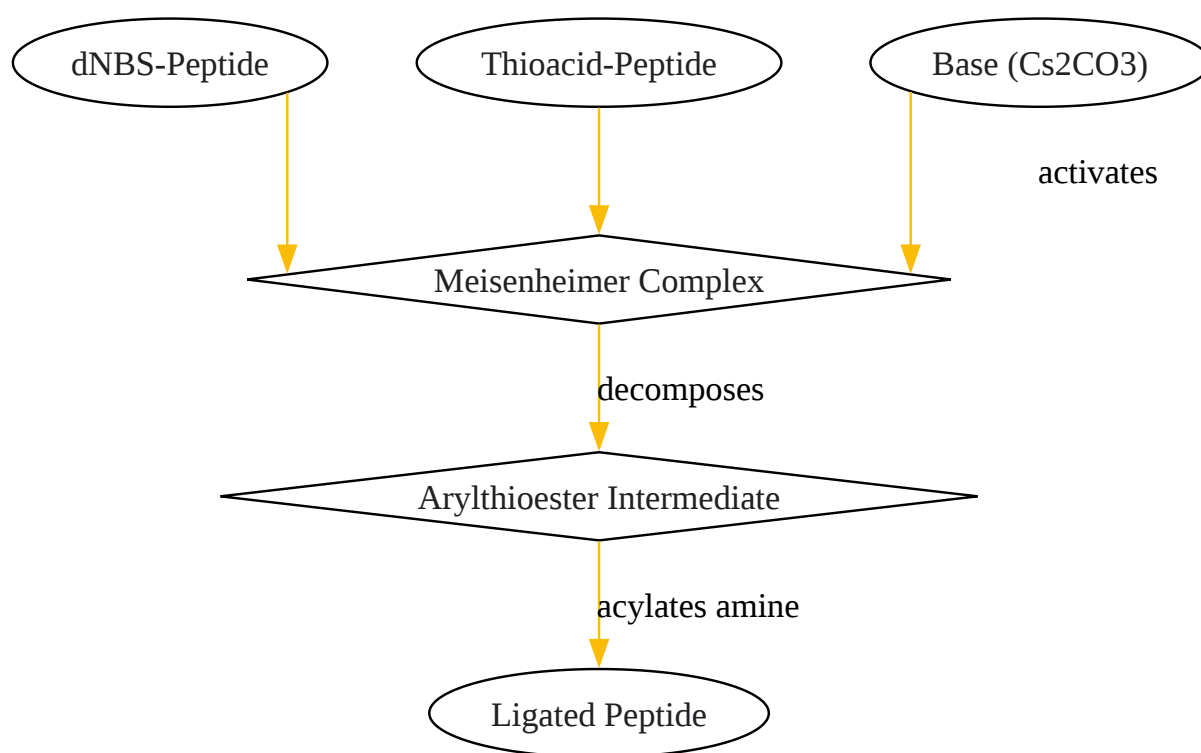 dNBS-Peptide
Thioacid-Peptide
Base (Cs2CO3)
activates
Meisenheimer Complex
decomposes
Arylthioester Intermediate
acylates amine
Ligated Peptide